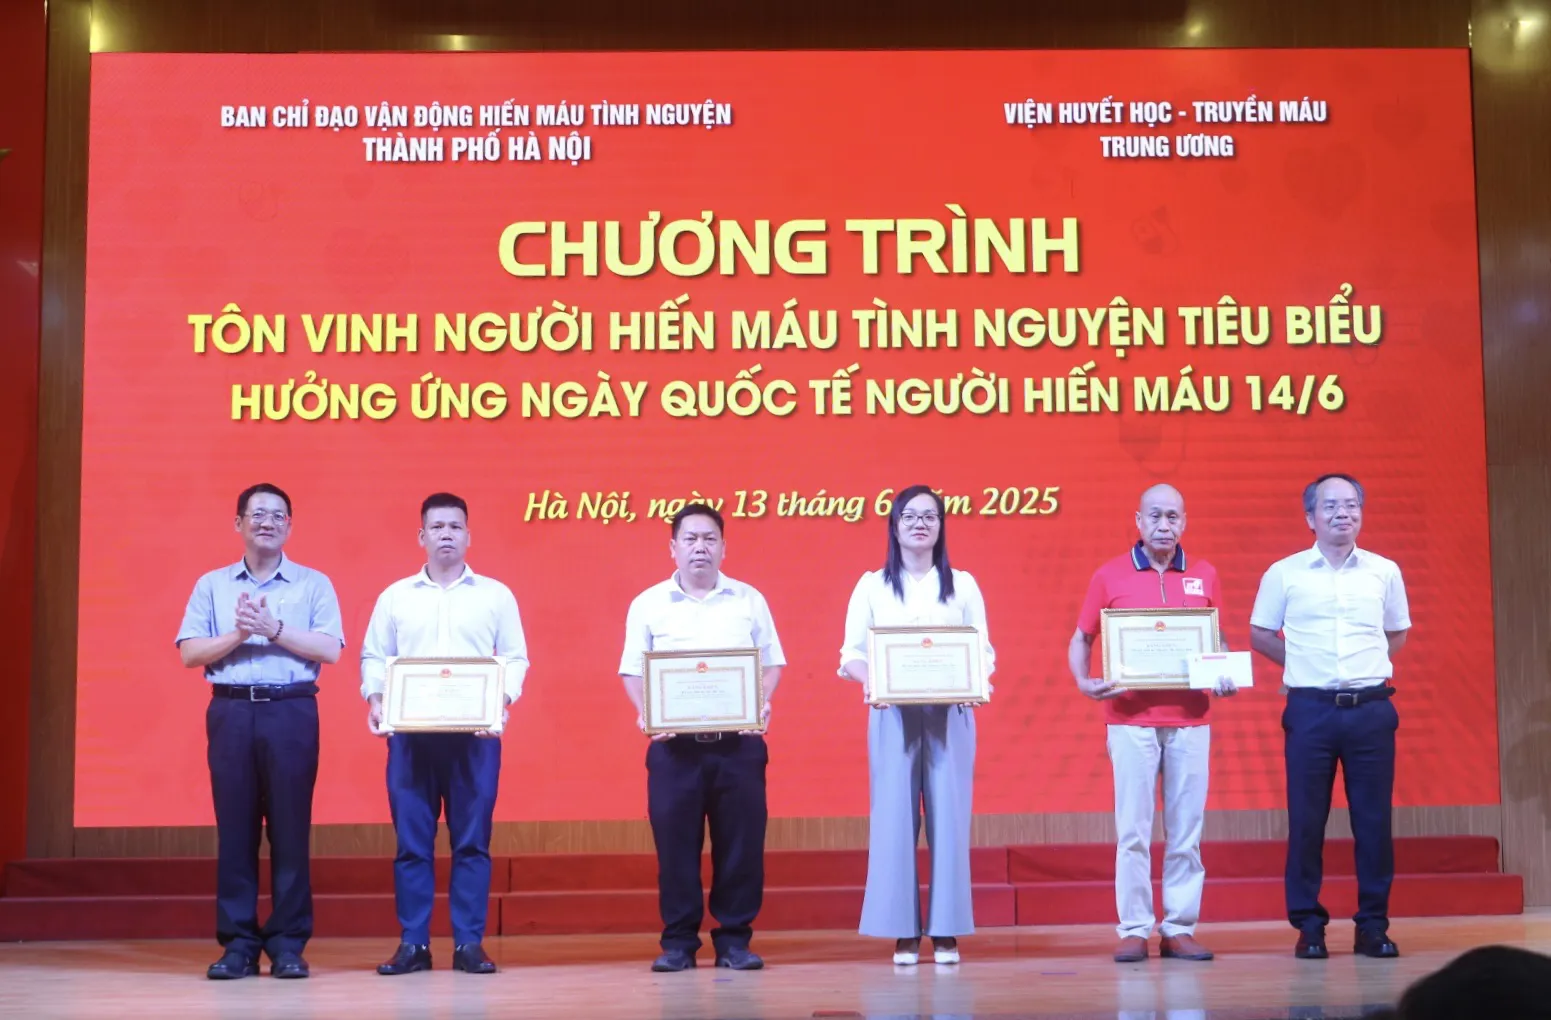 BAN CHỈ ĐẠO VẬN ĐỘNG HIẾN MÁU TÌNH NGUYỆN
THÀNH PHỐ HÀ NỘI
VIỆN HUYẾT HỌC - TRUYỀN MÁU
TRUNG ƯƠNG
CHƯƠNG TRÌNH
TÔN VINH NGƯỜI HIẾN MÁU TÌNH NGUYỆN TIÊU BIỂU
HƯỞNG ỨNG NGÀY QUỐC TẾ NGƯỜI HIẾN MÁU 14/6
Hà Nội, ngày 13 tháng 6 năm 2025